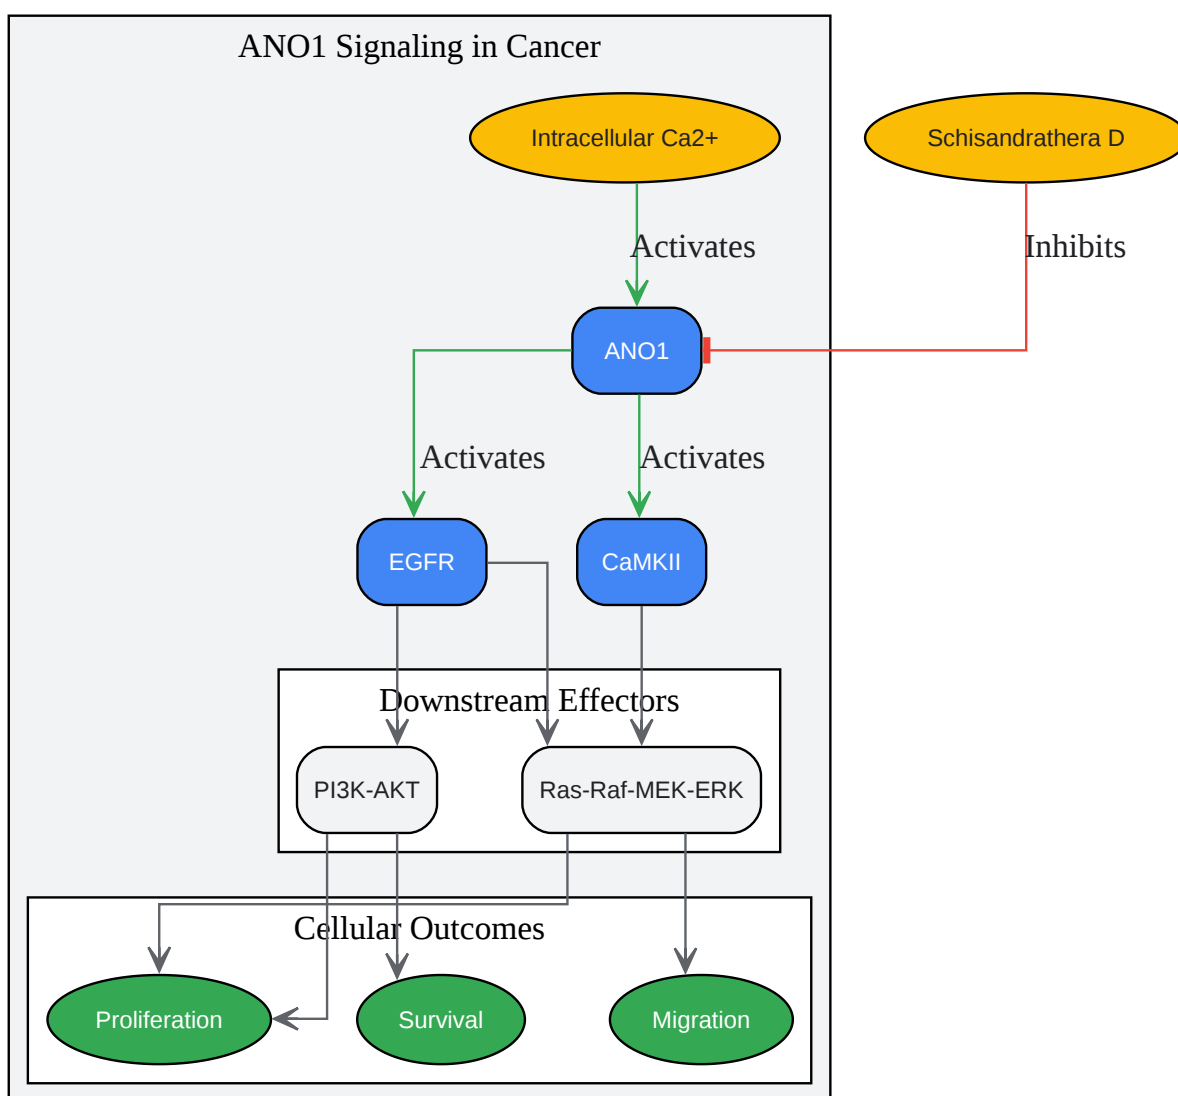 ANO1 Signaling in Cancer
Intracellular Ca2+
Schisandrathera D
Activates
Inhibits
ANO1
Activates
Activates
EGFR
CaMKII
Downstream Effectors
PI3K-AKT
Ras-Raf-MEK-ERK
Cellular Outcomes
Proliferation
Survival
Migration